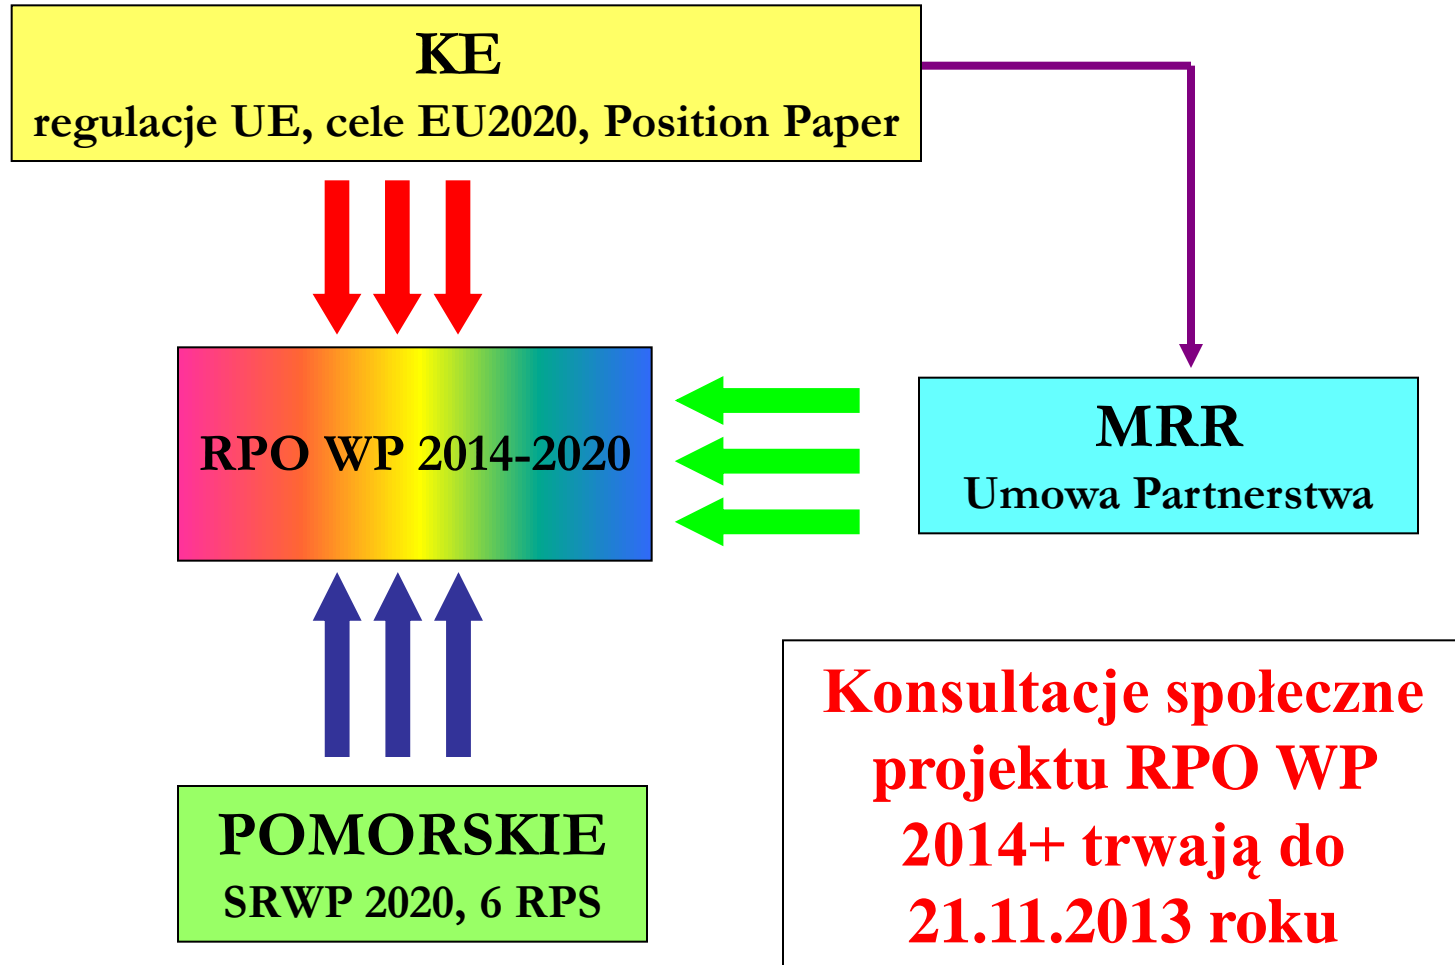 KE
regulacje UE, cele EU2020, Position Paper
RPO WP 2014-2020
MRR
Umowa Partnerstwa
POMORSKIE
SRWP 2020, 6 RPS
Konsultacje społeczne
projektu RPO WP
2014+ trwają do
21.11.2013 roku